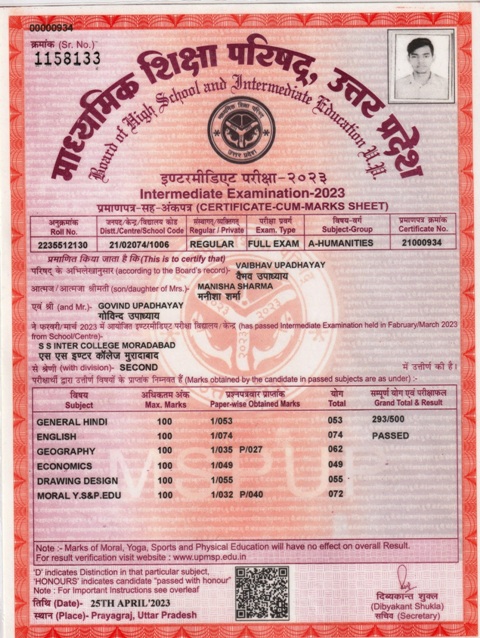 00000934
क्रमांक (Sr. No.)
1158133
माध्यमिक शिक्षा परिषद, उत्तर प्रदेश
Board of High School and Intermediate Education U.P.
इण्टरमीडिएट परीक्षा-२०२३
Intermediate Examination-2023
प्रमाणपत्र-सह-अंकपत्र (CERTIFICATE-CUM-MARKS SHEET)
अनुक्रमांक जनपद/केन्द्र/विद्यालय कोड संस्थागत/व्यक्तिगत परीक्षा प्रवर्ग विषय-वर्ग प्रमाणपत्र क्रमांक
Roll No. Distt./Centre/School Code Regular / Private Exam. Type Subject-Group Certificate No.
2235512130 21/02074/1006 REGULAR FULL EXAM A-HUMANITIES 21000934
प्रमाणित किया जाता है कि(This is to certify that)
VAIBHAV UPADHAYAY
परिषद् के अभिलेखानुसार (according to the Board's record)- वैभव उपाध्याय
MANISHA SHARMA
आत्मज / आत्मजा श्रीमती (son/daughter of Mrs.)- मनीशा शर्मा
एवं श्री (and Mr.)- GOVIND UPADHAYAY
गोविन्द उपाध्याय
ने फरवरी/मार्च 2023 में आयोजित इण्टरमीडिएट परीक्षा विद्यालय / केन्द्र (has passed Intermediate Examination held in Fabruary/March 2023
from School/Centre)-
S S INTER COLLEGE MORADABAD
एस एस इण्टर कॉलेज मुरादाबाद
से श्रेणी (with division)- SECOND में उत्तीर्ण की है।
परीक्षार्थी द्वारा उत्तीर्ण विषयों के प्राप्तांक निम्नवत हैं (Marks obtained by the candidate in passed subjects are as under) :-
विषय अधिकतम अंक प्रश्नपत्रवार प्राप्तांक योग सम्पूर्ण योग एवं परीक्षाफल
Subject Max. Marks Paper-wise Obtained Marks Total Grand Total & Result
GENERAL HINDI 100 1/053 053 293/500
ENGLISH 100 1/074 074 PASSED
GEOGRAPHY 100 1/035 P/027 062
ECONOMICS 100 1/049 049
DRAWING DESIGN 100 1/055 055
MORAL Y.S&P.EDU 100 1/032 P/040 072
MSPUP
Note :- Marks of Moral, Yoga, Sports and Physical Education will have no effect on overall Result.
For result verification visit website : www.upmsp.edu.in
'D' indicates Distinction in that particular subject,
'HONOURS' indicates candidate "passed with honour"
Note :- For Important Instructions see overleaf
तिथि (Date)- 25TH APRIL'2023
स्थान (Place)- Prayagraj, Uttar Pradesh
दिव्यकान्त शुक्ल
(Dibyakant Shukla)
सचिव (Secretary)